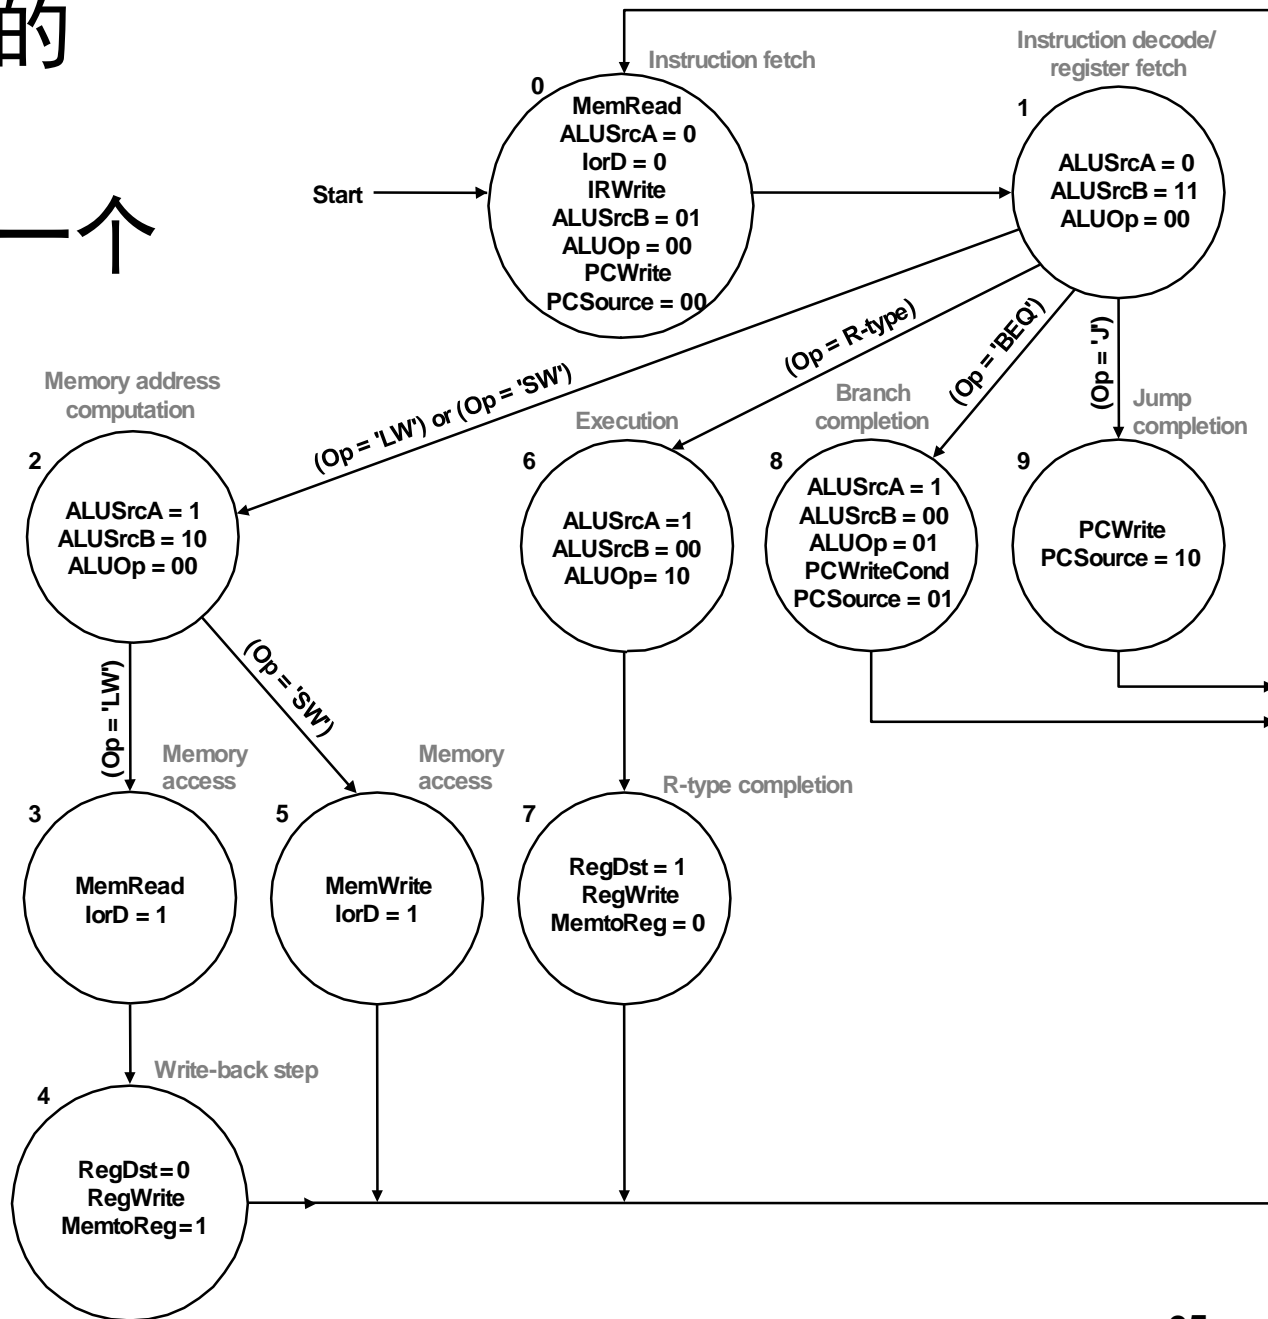 的
一个
Instruction fetch
Instruction decode/
register fetch
0
MemRead
ALUSrcA = 0
IorD = 0
IRWrite
ALUSrcB = 01
ALUOp = 00
PCWrite
PCSource = 00
1
ALUSrcA = 0
ALUSrcB = 11
ALUOp = 00
Start
(Op = 'LW') or (Op = 'SW')
(Op = R-type)
(Op = 'BEQ')
(Op = 'J')
Memory address
computation
2
ALUSrcA = 1
ALUSrcB = 10
ALUOp = 00
Execution
6
ALUSrcA =1
ALUSrcB = 00
ALUOp= 10
Branch
completion
8
ALUSrcA = 1
ALUSrcB = 00
ALUOp = 01
PCWriteCond
PCSource = 01
Jump
completion
9
PCWrite
PCSource = 10
(Op = 'LW')
(Op = 'SW')
Memory
access
3
MemRead
IorD = 1
Memory
access
5
MemWrite
IorD = 1
R-type completion
7
RegDst = 1
RegWrite
MemtoReg = 0
Write-back step
4
RegDst=0
RegWrite
MemtoReg=1